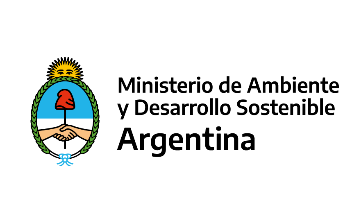 Ministerio de Ambiente
y Desarrollo Sostenible
Argentina